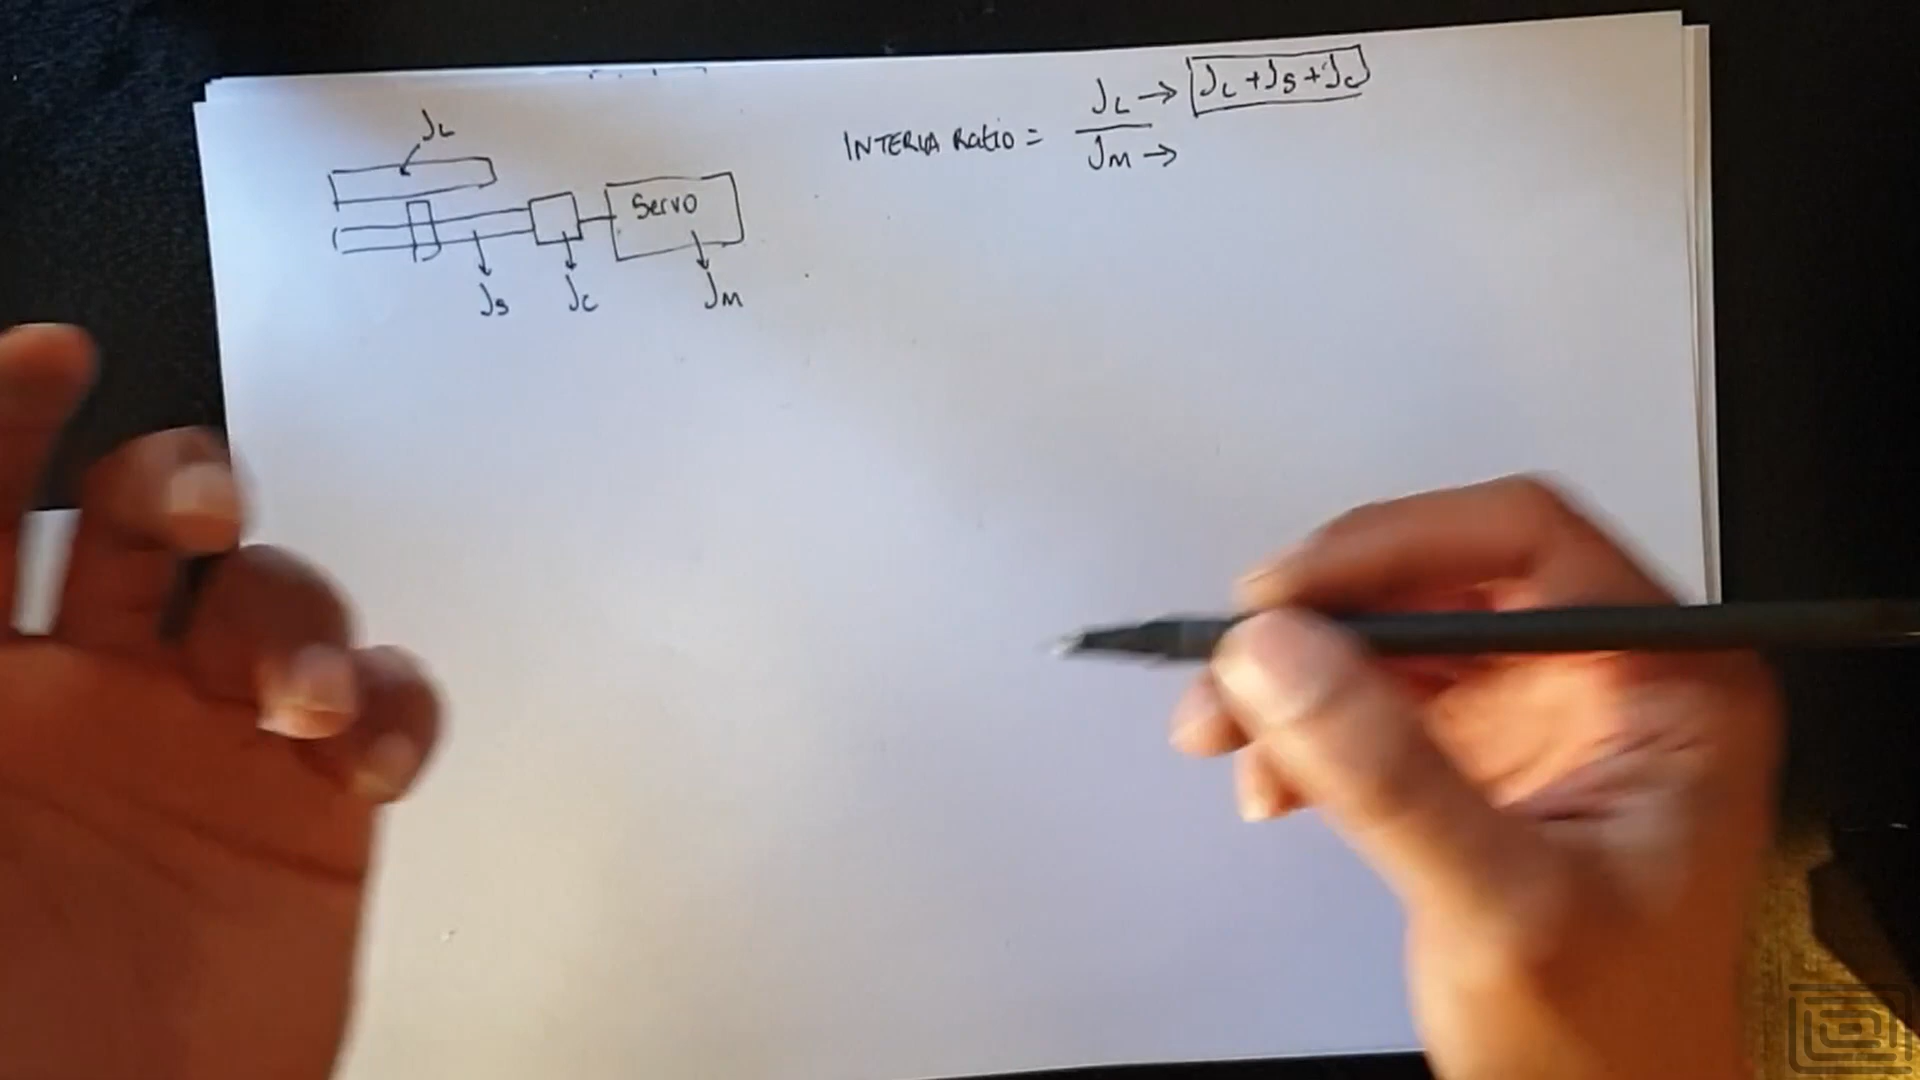 JL
Servo
Js Jc JM
INTERIA Ratio = JL → JL + Js + Jc
JM →